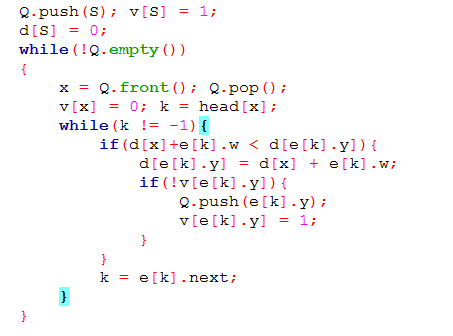 Q.push(S); v[S] = 1;
d[S] = 0;
while(!Q.empty())
{
x = Q.front(); Q.pop();
v[x] = 0; k = head[x];
while(k != -1){
if(d[x]+e[k].w < d[e[k].y]){
d[e[k].y] = d[x] + e[k].w;
if(!v[e[k].y]){
Q.push(e[k].y);
v[e[k].y] = 1;
}
}
k = e[k].next;
}
}